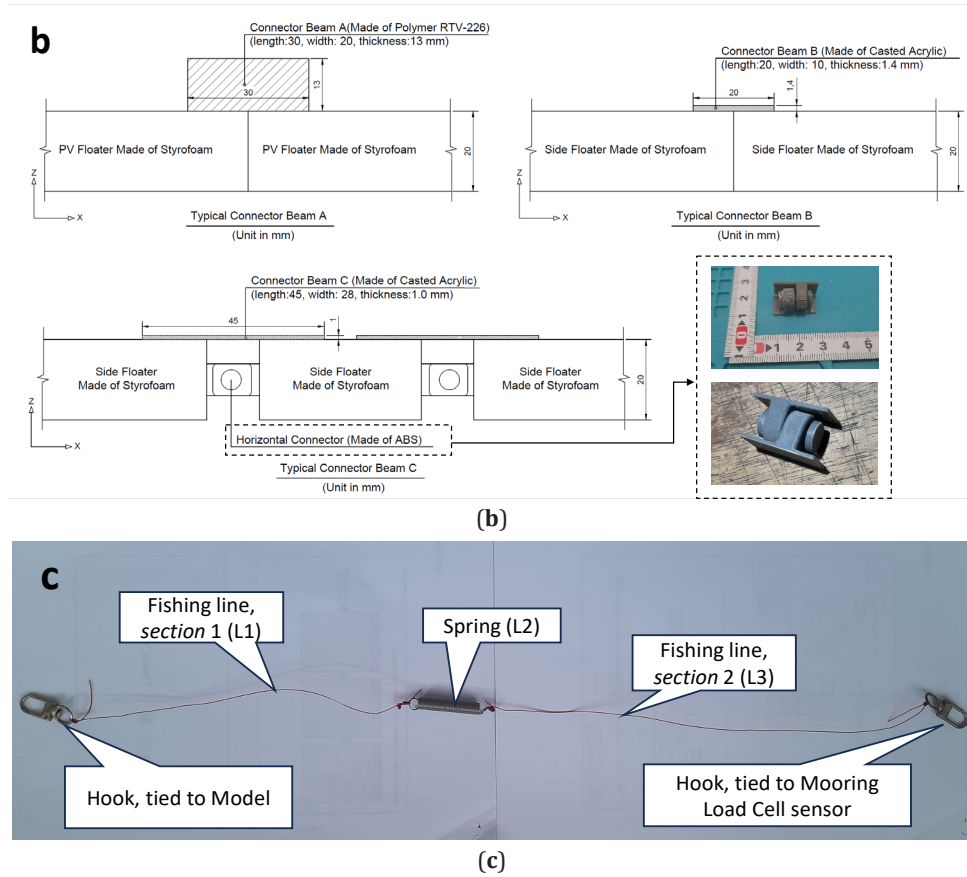 b
Connector Beam A(Made of Polymer RTV-226)
(length:30, width: 20, thickness:13 mm)
13
30
PV Floater Made of Styrofoam
PV Floater Made of Styrofoam
20
Z
X
Typical Connector Beam A
(Unit in mm)
Connector Beam B (Made of Casted Acrylic)
(length:20, width: 10, thickness:1.4 mm)
20
1,4
Side Floater Made of Styrofoam
Side Floater Made of Styrofoam
20
Z
X
Typical Connector Beam B
(Unit in mm)
Connector Beam C (Made of Casted Acrylic)
(length:45, width: 28, thickness:1.0 mm)
45
1
Side Floater
Made of Styrofoam
Side Floater
Made of Styrofoam
Side Floater
Made of Styrofoam
20
Z
X
Horizontal Connector (Made of ABS)
Typical Connector Beam C
(Unit in mm)
3
2
1
0
1
1 2 3 4 5
(b)
c
Fishing line,
section 1 (L1)
Spring (L2)
Fishing line,
section 2 (L3)
Hook, tied to Model
Hook, tied to Mooring
Load Cell sensor
(c)